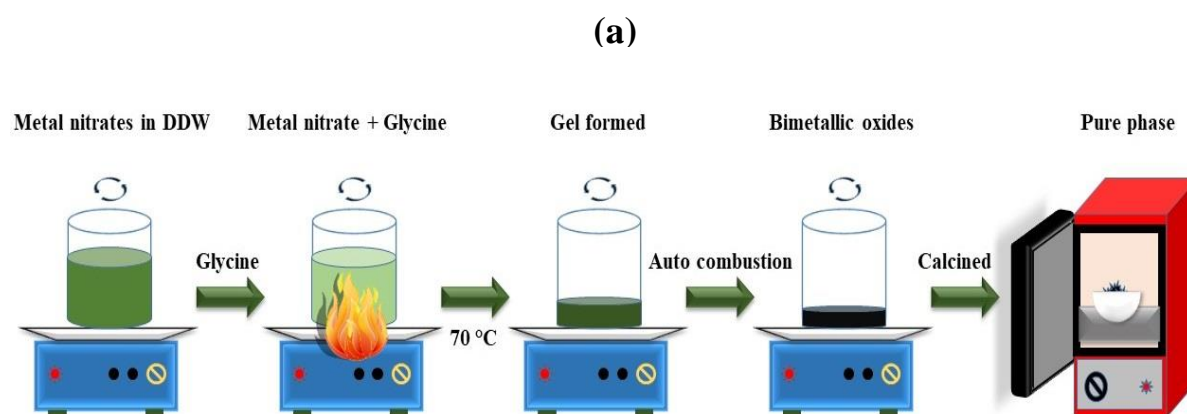 (a)
Metal nitrates in DDW
Metal nitrate + Glycine
Gel formed
Bimetallic oxides
Pure phase
Glycine
70 °C
Auto combustion
Calcined